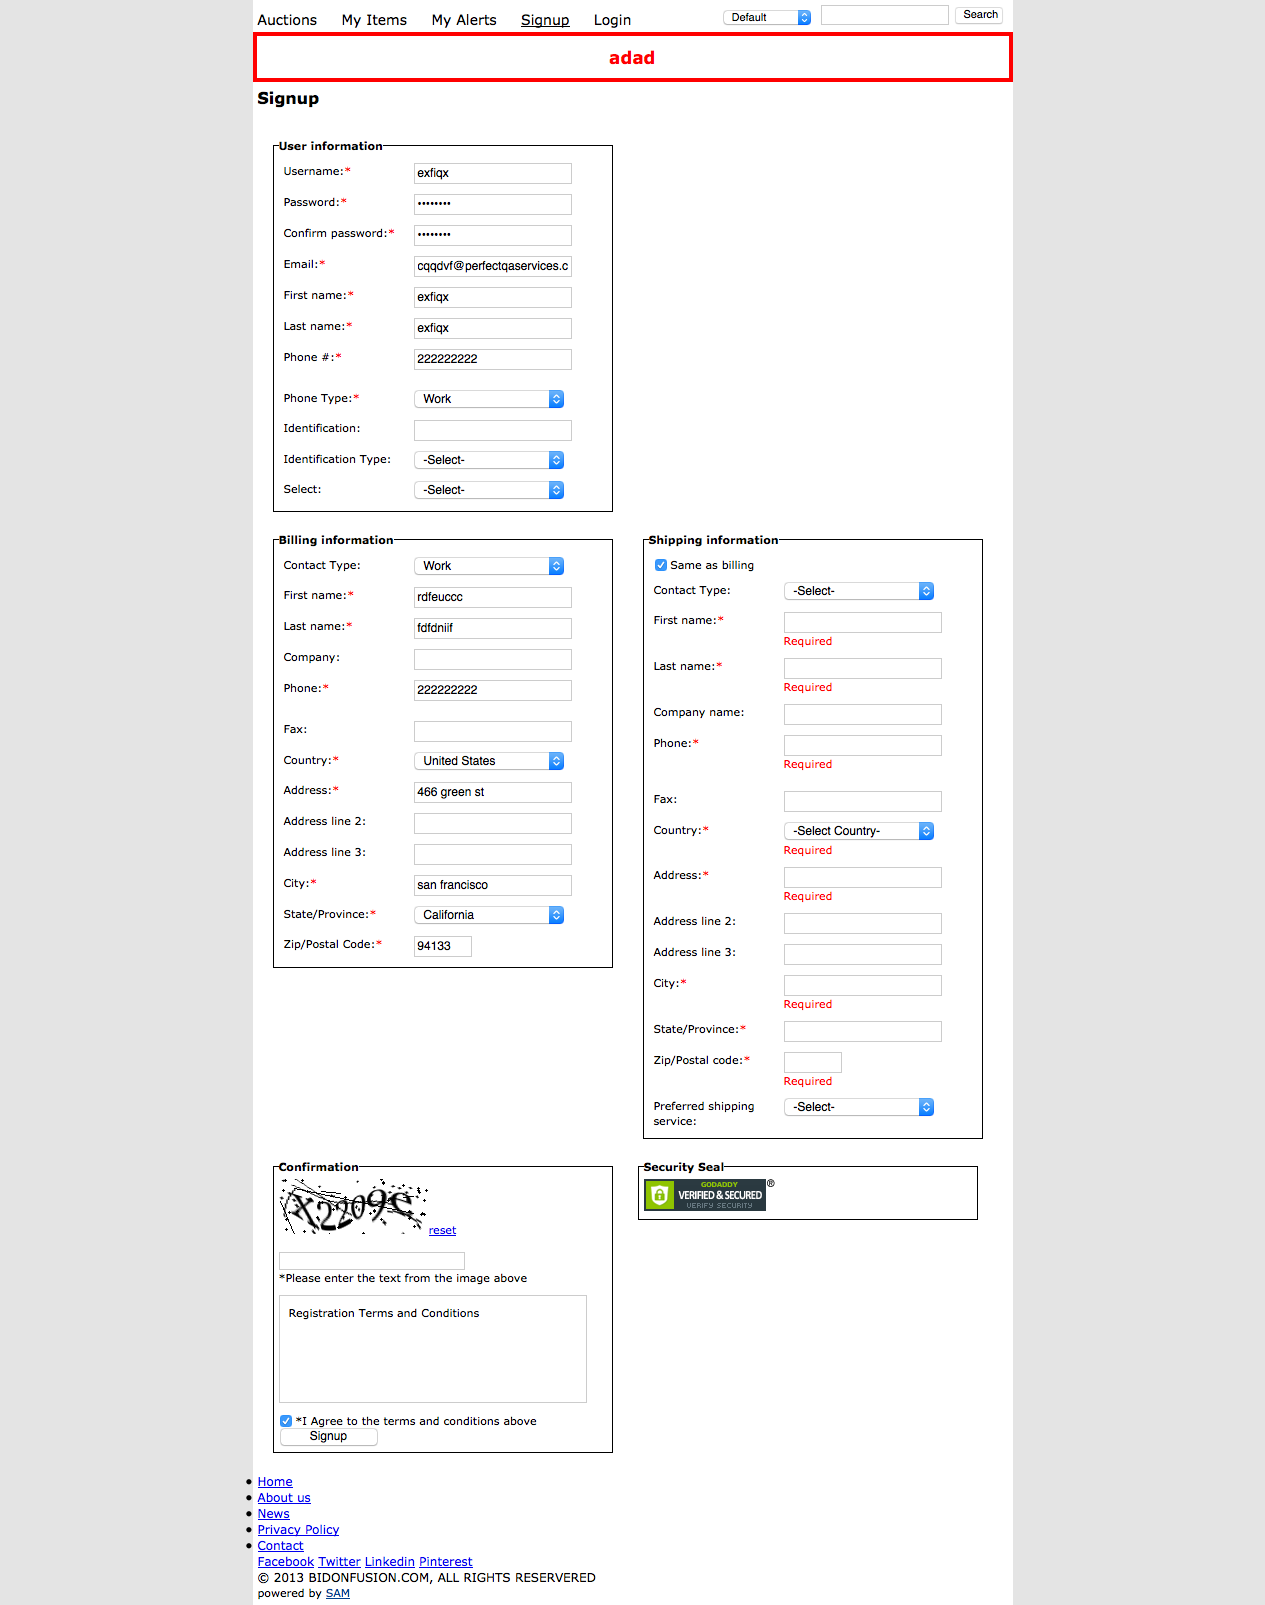 Auctions My Items My Alerts Signup Login Default Search
adad
Signup
User information
Username:* exfiqx
Password:* ••••••••
Confirm password:* ••••••••
Email:* cqqdvf@perfectqaservices.c
First name:* exfiqx
Last name:* exfiqx
Phone #:* 222222222
Phone Type:* Work
Identification:
Identification Type: -Select-
Select: -Select-
Billing information
Contact Type: Work
First name:* rdfeuccc
Last name:* fdfdniif
Company:
Phone:* 222222222
Fax:
Country:* United States
Address:* 466 green st
Address line 2:
Address line 3:
City:* san francisco
State/Province:* California
Zip/Postal Code:* 94133
Shipping information
Same as billing
Contact Type: -Select-
First name:*
Required
Last name:*
Required
Company name:
Phone:*
Required
Fax:
Country:* -Select Country-
Required
Address:*
Required
Address line 2:
Address line 3:
City:*
Required
State/Province:*
Zip/Postal code:*
Required
Preferred shipping -Select-
service:
Confirmation
reset
*Please enter the text from the image above
Registration Terms and Conditions
*I Agree to the terms and conditions above
Signup
Security Seal
GODADDY ®
VERIFIED & SECURED
VERIFY SECURITY
• Home
• About us
• News
• Privacy Policy
• Contact
Facebook Twitter Linkedin Pinterest
© 2013 BIDONFUSION.COM, ALL RIGHTS RESERVERED
powered by SAM